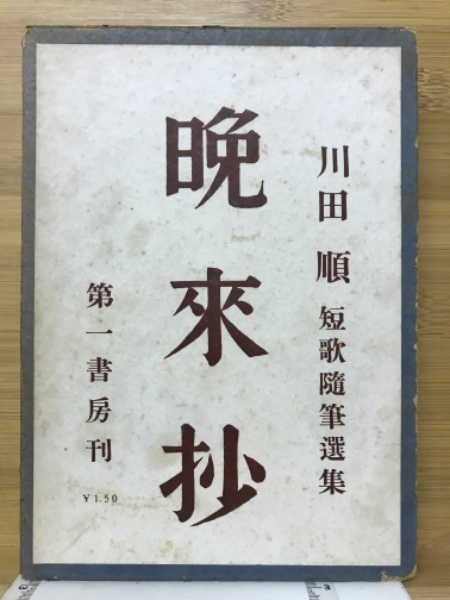 川田 順 短歌隨筆選集
晩來抄
第一書房刊
￥1.50